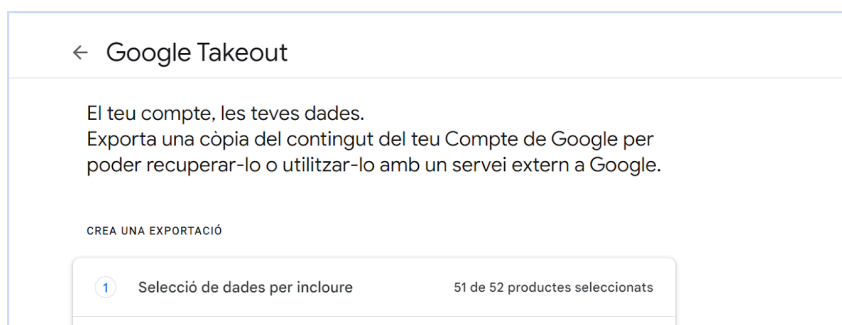 Google Takeout
El teu compte, les teves dades.
Exporta una còpia del contingut del teu Compte de Google per
poder recuperar-lo o utilitzar-lo amb un servei extern a Google.
CREA UNA EXPORTACIÓ
1 Selecció de dades per incloure 51 de 52 productes seleccionats